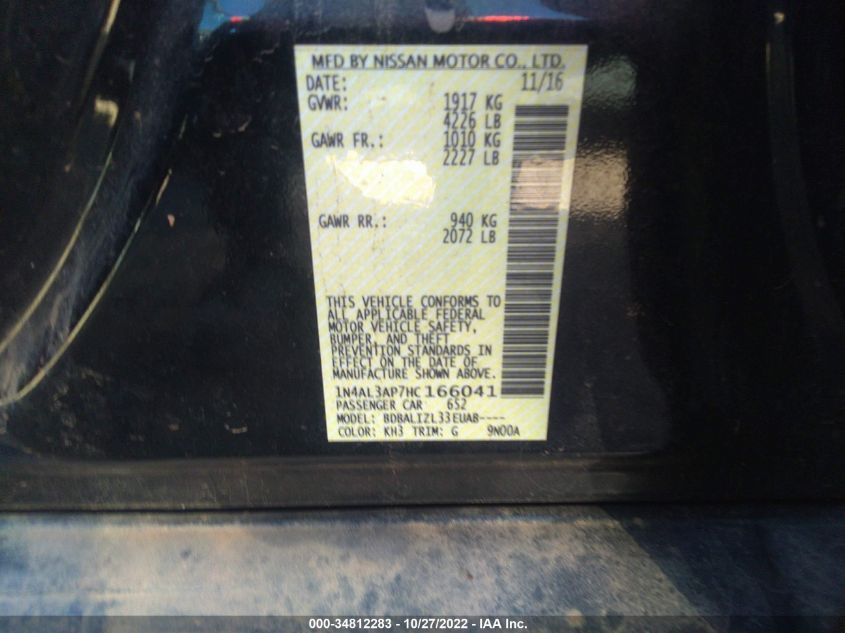 MFD BY NISSAN MOTOR CO., LTD.
DATE: 11/16
GVWR: 1917 KG
4226 LB
GAWR FR.: 1010 KG
2227 LB
GAWR RR.: 940 KG
2072 LB
THIS VEHICLE CONFORMS TO
ALL APPLICABLE FEDERAL
MOTOR VEHICLE SAFETY,
BUMPER, AND THEFT
PREVENTION STANDARDS IN
EFFECT ON THE DATE OF
MANUFACTURE SHOWN ABOVE.
1N4AL3AP7HC166041
PASSENGER CAR 652
MODEL: BDBALIZL33EUA8----
COLOR: KH3 TRIM: G 9N00A
000-34812283 - 10/27/2022 - IAA Inc.